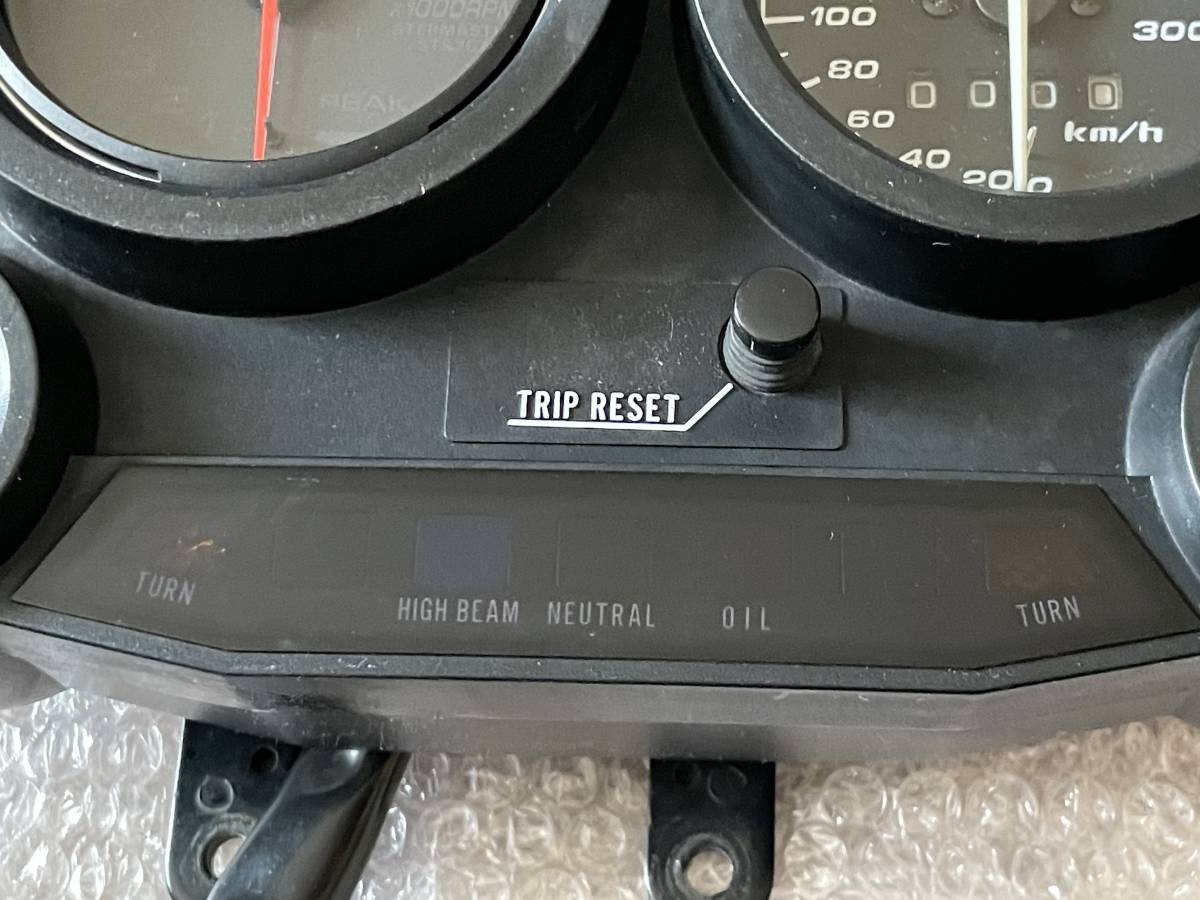 x1000RPM
STEPMASTER
PEAK
100
300
80
0 0 0
60
km/h
40
20
TRIP RESET
TURN
HIGH BEAM
NEUTRAL
OIL
TURN